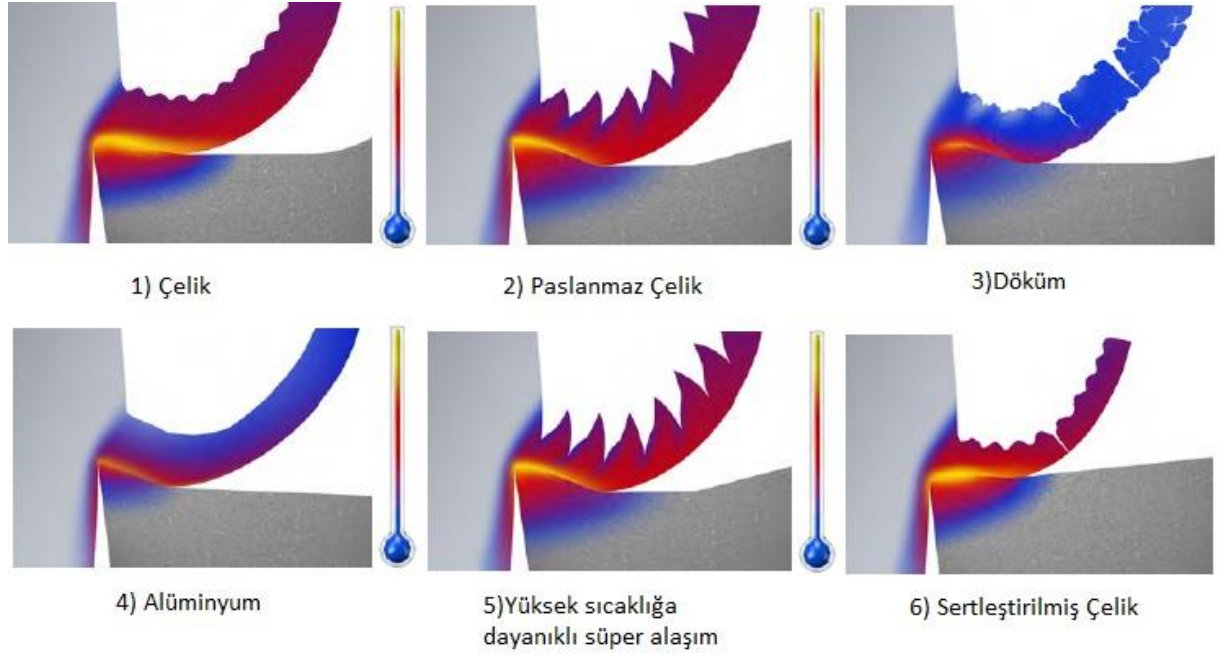 1) Çelik
2) Paslanmaz Çelik
3)Döküm
4) Alüminyum
5)Yüksek sıcaklığa
dayanıklı süper alaşım
6) Sertleştirilmiş Çelik